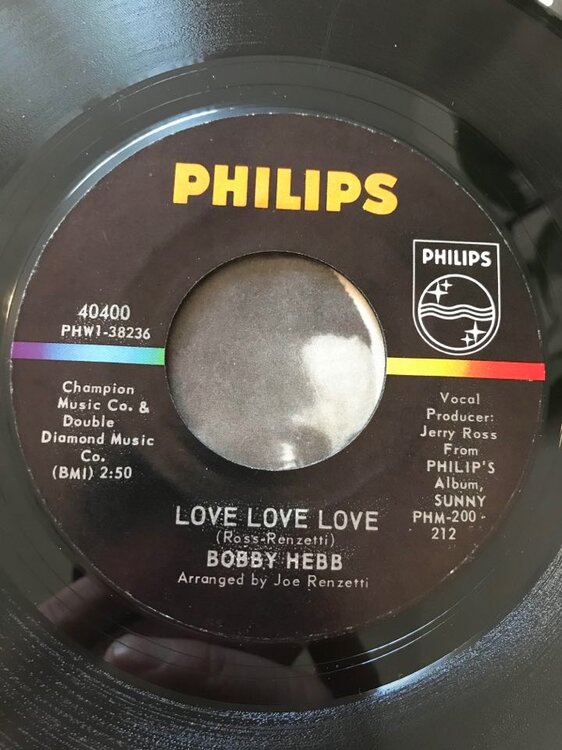 PHILIPS
PHILIPS
40400
PHW1-38236
Champion
Music Co. &
Double
Diamond Music
Co.
(BMI) 2:50
Vocal
Producer:
Jerry Ross
From
PHILIP'S
Album,
SUNNY
PHM-200-
212
LOVE LOVE LOVE
(Ross-Renzetti)
BOBBY HEBB
Arranged by Joe Renzetti